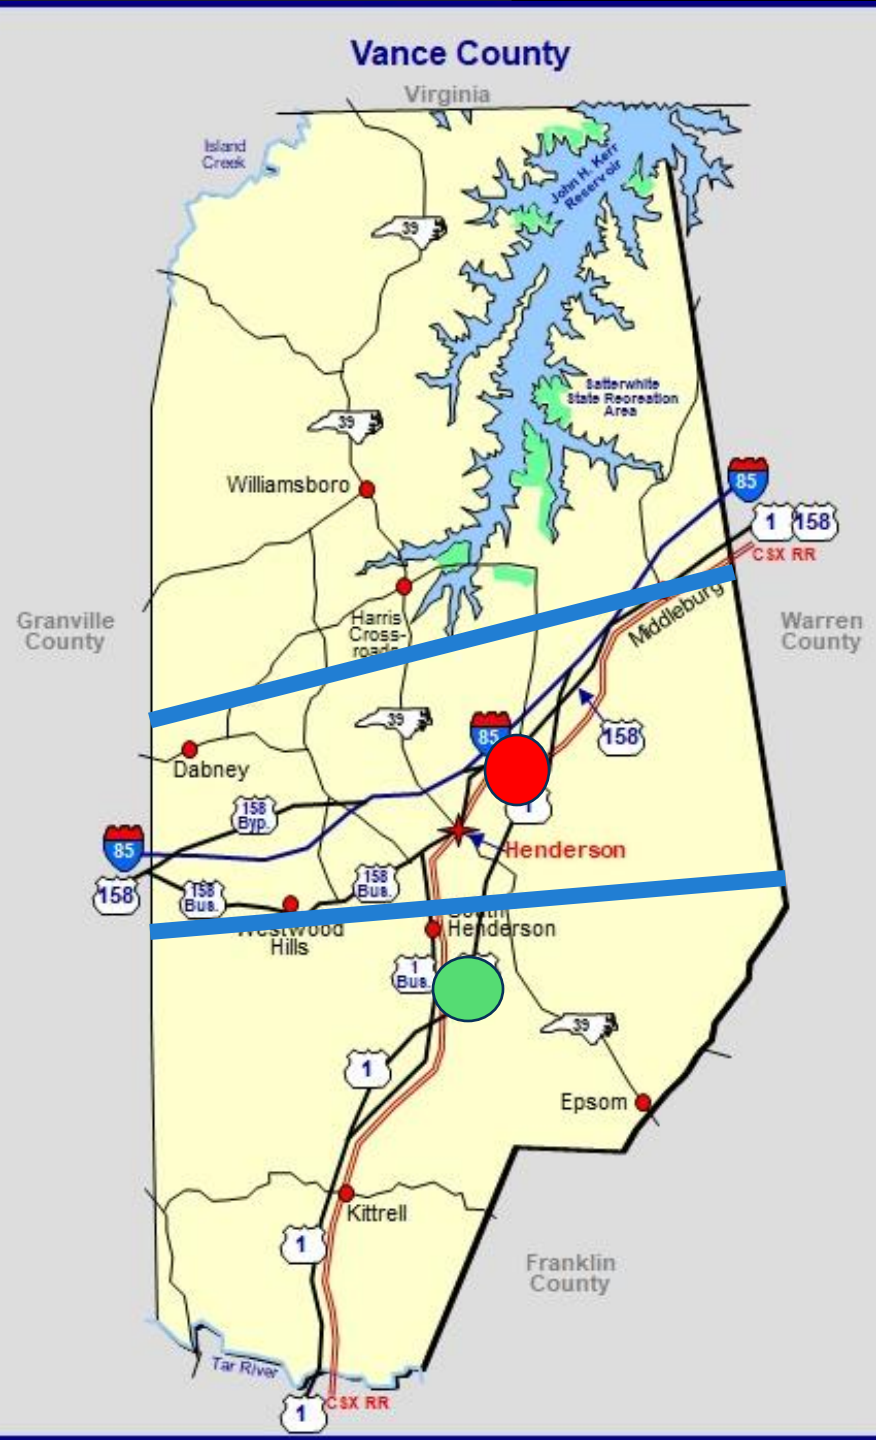 Vance County
Virginia
Island
Creek
John H. Kerr
Reservoir
39
Satterwhite
State Recreation
Area
39
Williamsboro
85
1 158
CSX RR
Granville
County
Harris
Cross-
roads
Middleburg
Warren
County
39
85
158
Dabney
1
158
Byp.
85
Henderson
158
158
Bus.
158
Bus.
Westwood
Hills
South
Henderson
1
Bus.
39
1
Epsom
Kittrell
1
Franklin
County
Tar River
CSX RR
1